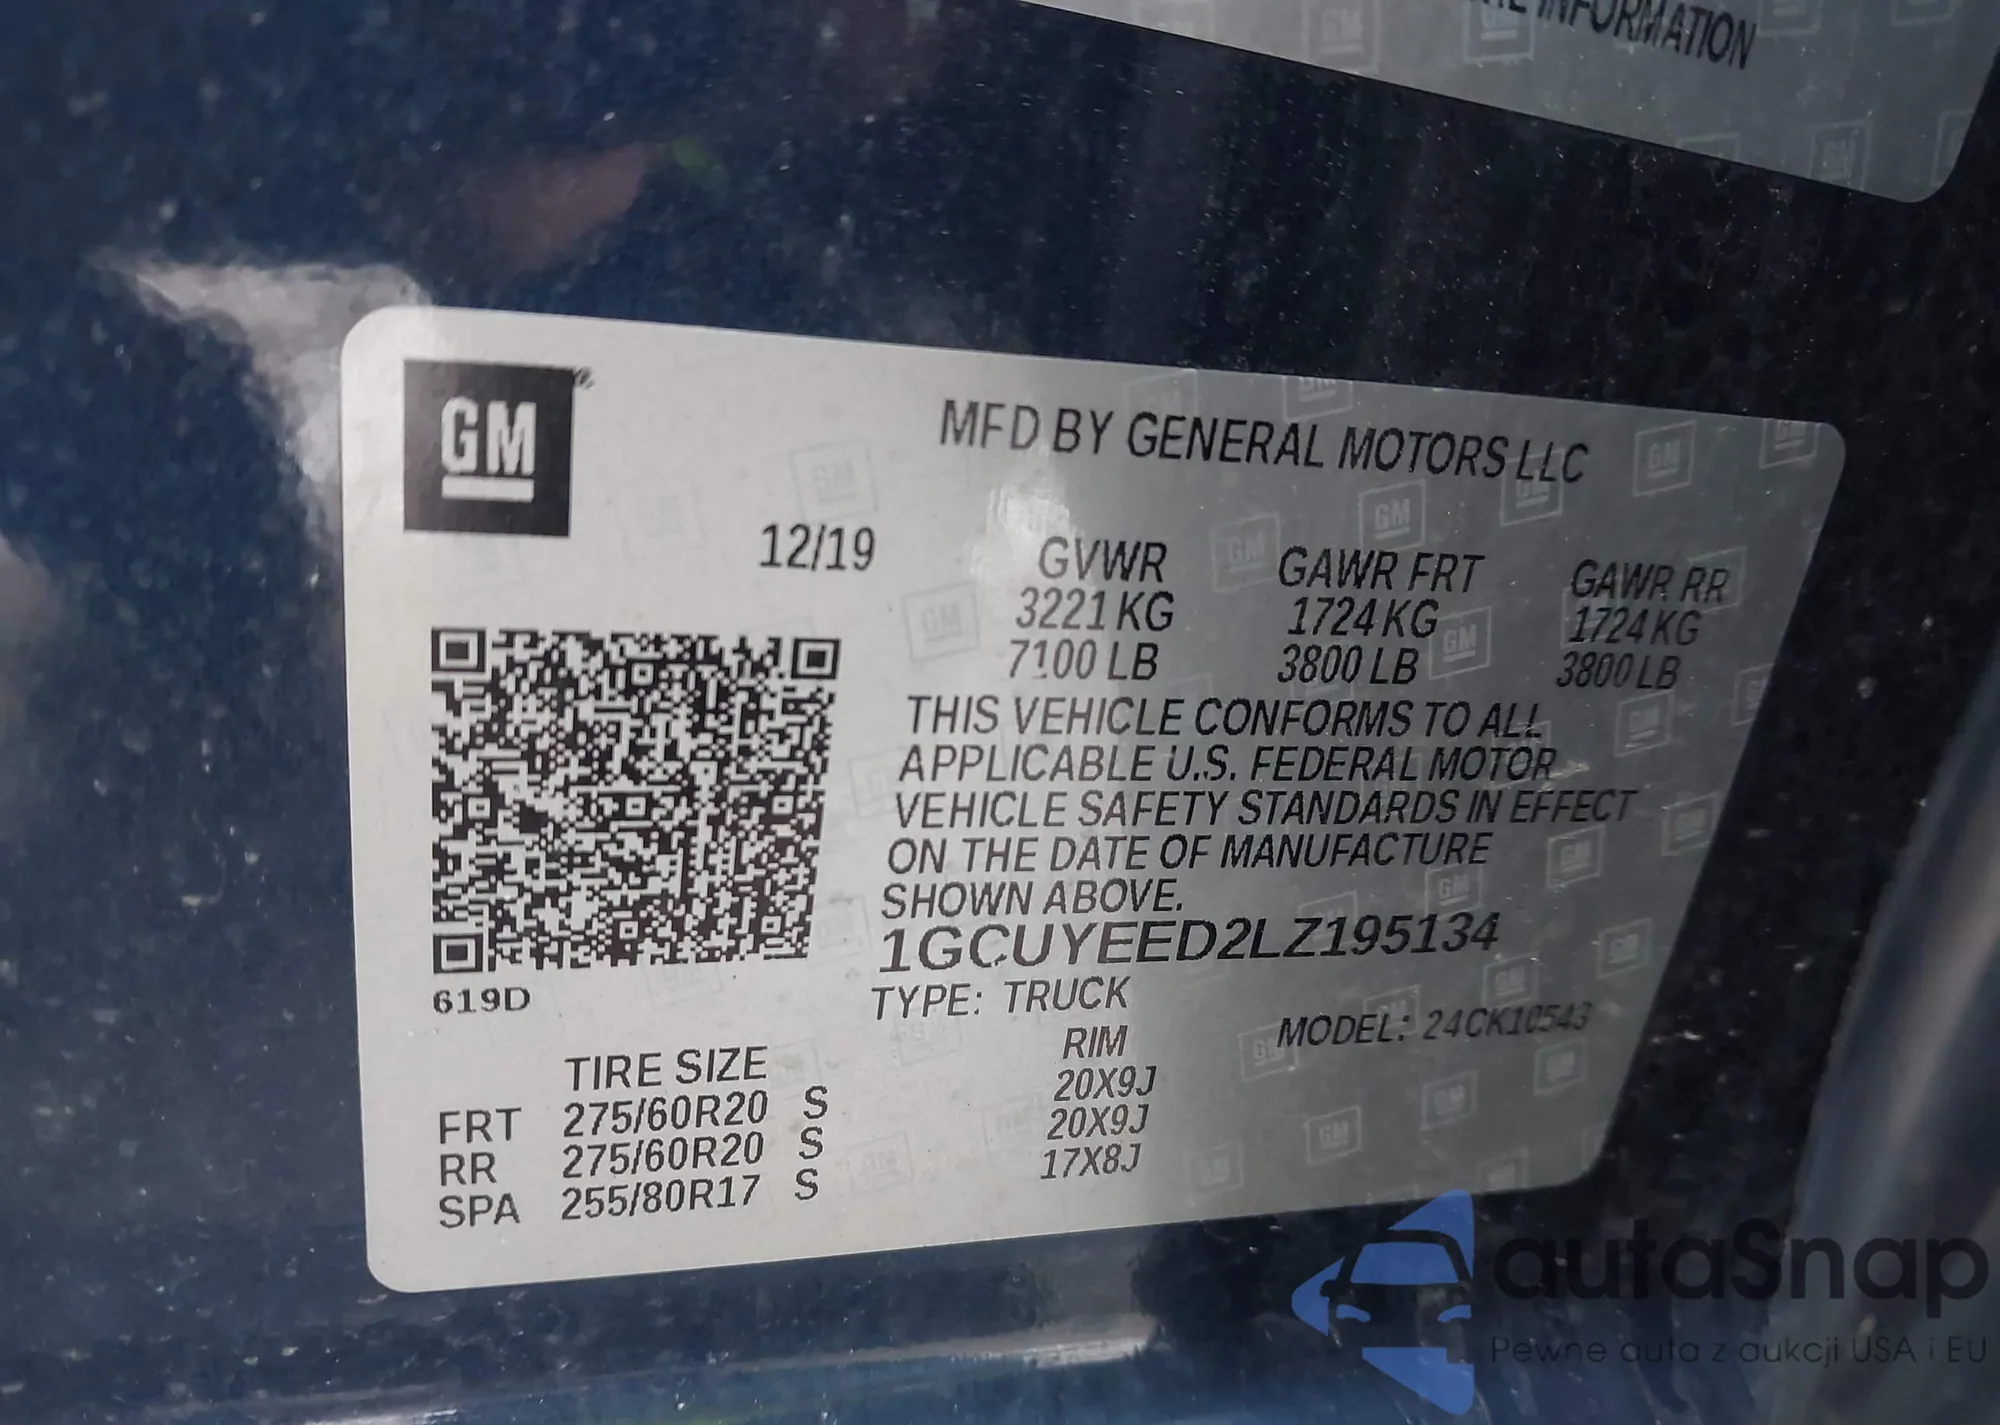 INFORMATION
GM
MFD BY GENERAL MOTORS LLC
12/19
GVWR GAWR FRT GAWR RR
3221 KG 1724 KG 1724 KG
7100 LB 3800 LB 3800 LB
THIS VEHICLE CONFORMS TO ALL
APPLICABLE U.S. FEDERAL MOTOR
VEHICLE SAFETY STANDARDS IN EFFECT
ON THE DATE OF MANUFACTURE
SHOWN ABOVE.
1GCUYEED2LZ195134
619D
TYPE: TRUCK
MODEL: 24CK10543
TIRE SIZE RIM
FRT 275/60R20 S 20X9J
RR 275/60R20 S 20X9J
SPA 255/80R17 S 17X8J
autaSnap
Pewne auta z aukcji USA i EU